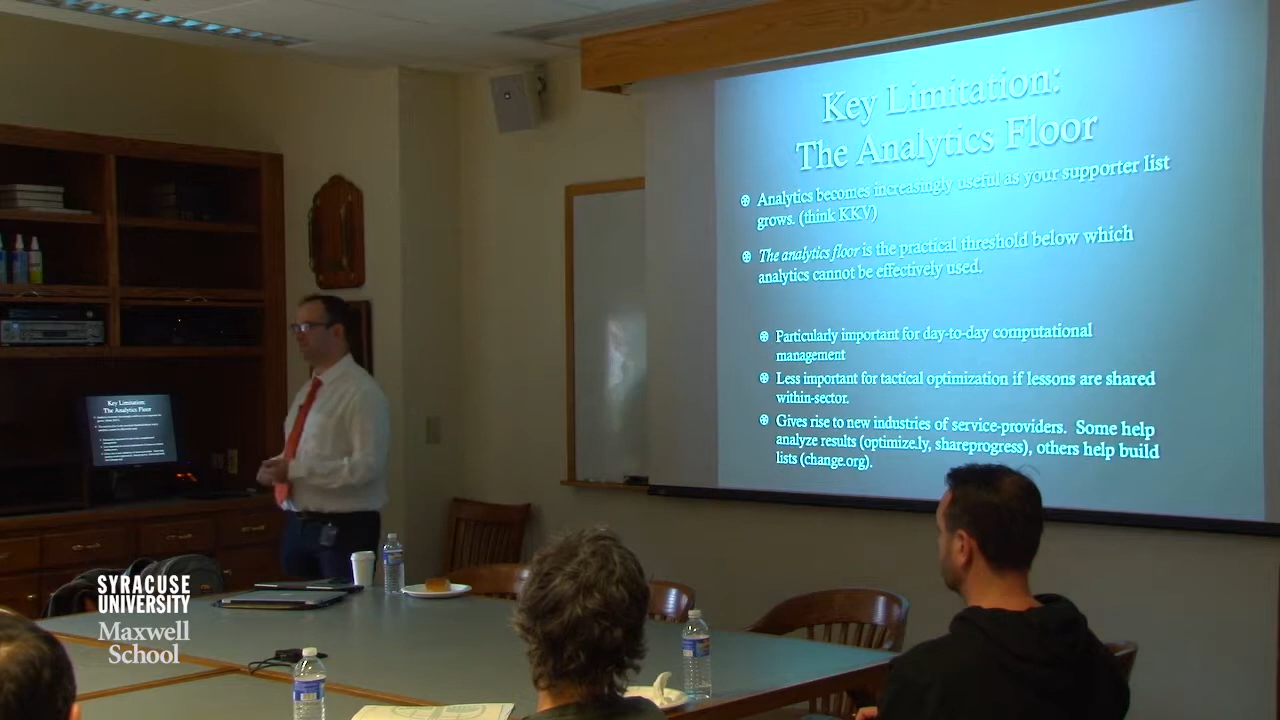 Key Limitation:
The Analytics Floor
Analytics becomes increasingly useful as your supporter list
grows. (think KKV)
The analytics floor is the practical threshold below which
analytics cannot be effectively used.
Particularly important for day-to-day computational
management
Less important for tactical optimization if lessons are shared
within-sector.
Gives rise to new industries of service-providers. Some help
analyze results (optimize.ly, shareprogress), others help build
lists (change.org).
Key Limitation:
The Analytics Floor
SYRACUSE
UNIVERSITY
Maxwell
School